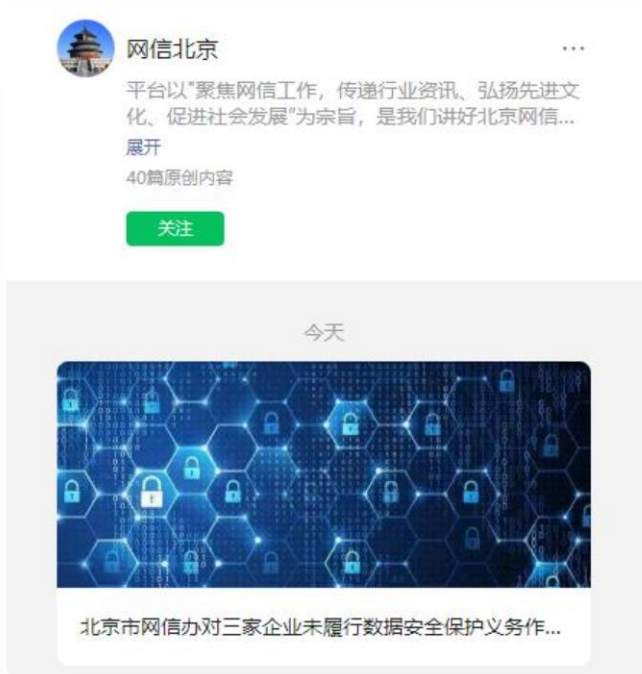 网信北京
平台以"聚焦网信工作，传递行业资讯、弘扬先进文
化、促进社会发展"为宗旨，是我们讲好北京网信...
展开
40篇原创内容
关注
今天
北京市网信办对三家企业未履行数据安全保护义务作...